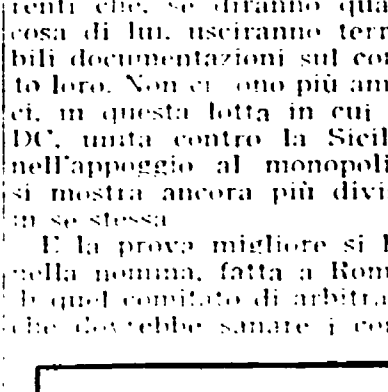 renti che, se diranno qua
cosa di lui, usciranno terr
bili documentazioni sul con
to loro. Non ci sono più am
ci, in questa lotta in cui
DC, unita contro la Sicil
nell'appoggio al monopoli
si mostra ancora più divi
in se stessa
E la prova migliore si h
nella nomina, fatta a Rom
di quel comitato di arbitra
che dovrebbe sanare i con